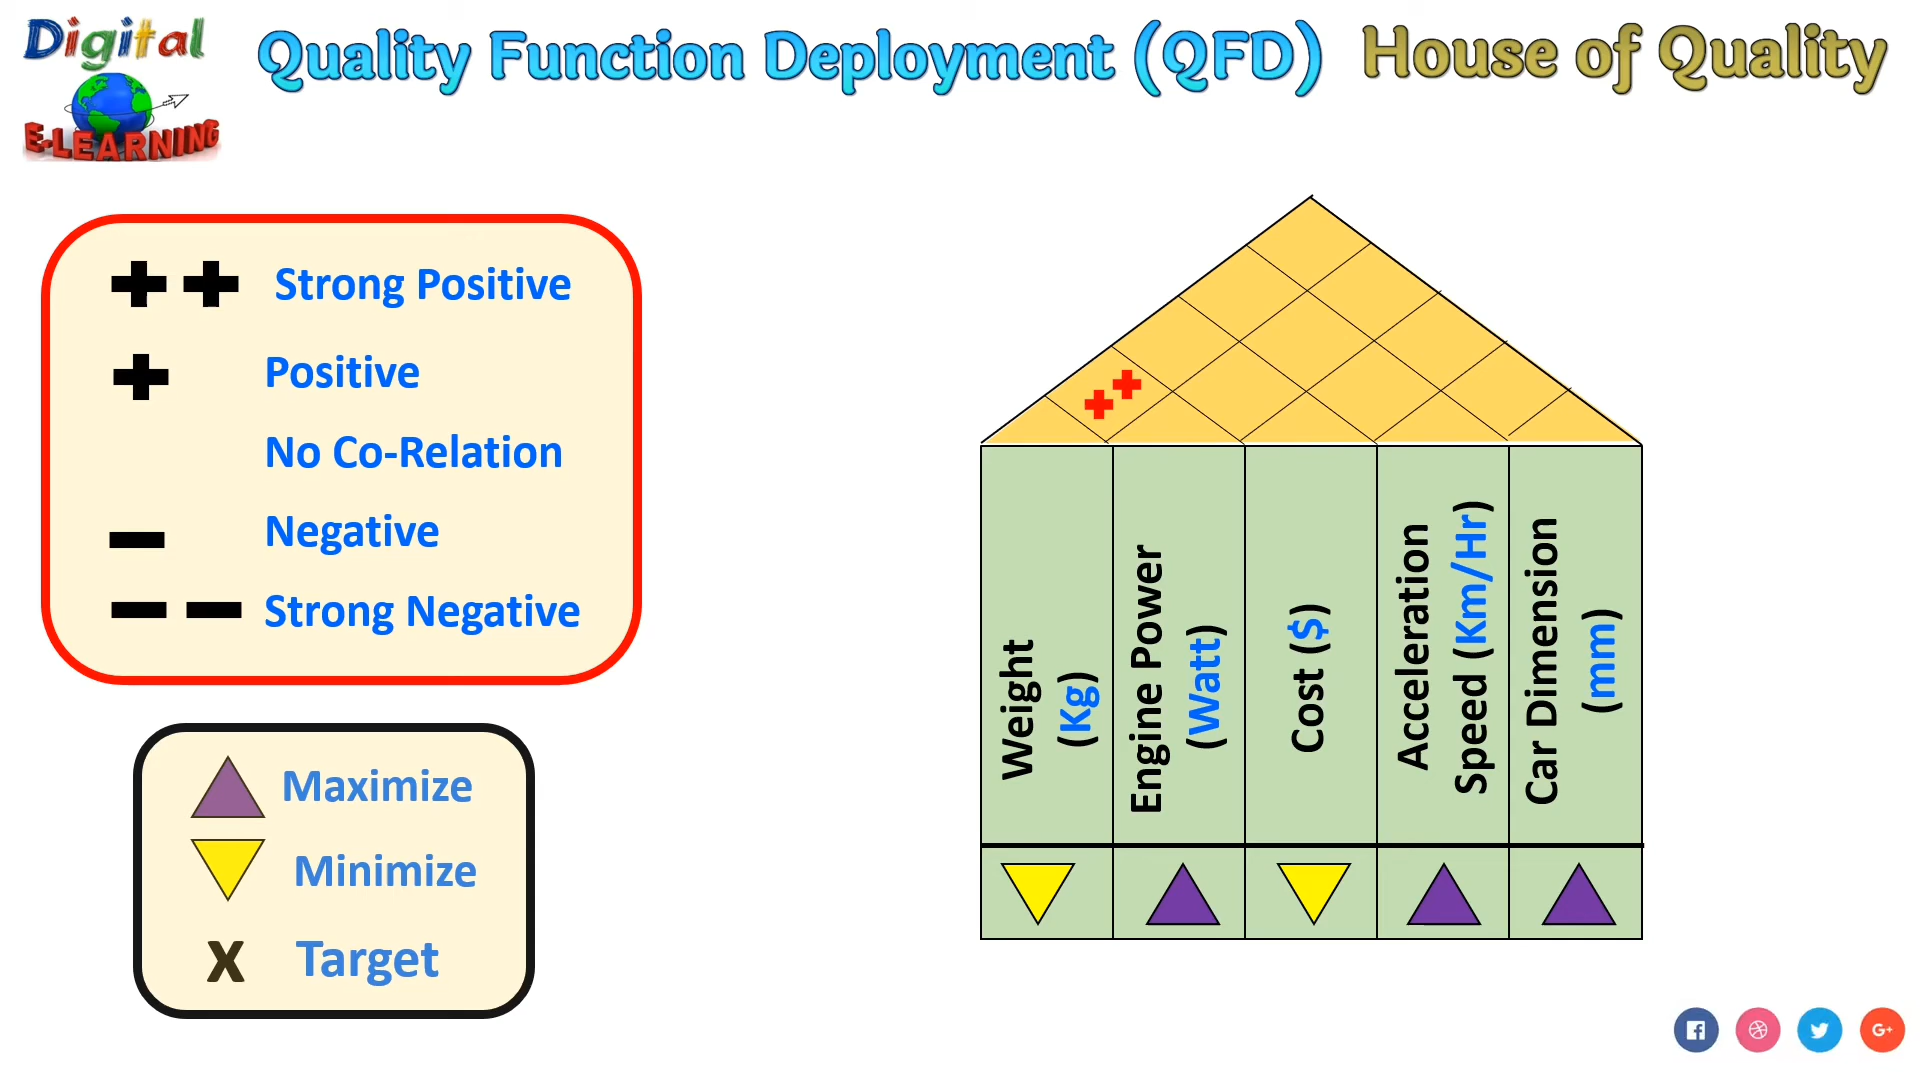 Digital
E-LEARNING
Quality Function Deployment (QFD) House of Quality
Strong Positive
Positive
No Co-Relation
Negative
Strong Negative
Maximize
Minimize
X Target
Weight
(Kg)
Engine Power
(Watt)
Cost ($)
Acceleration
Speed (Km/Hr)
Car Dimension
(mm)
G+